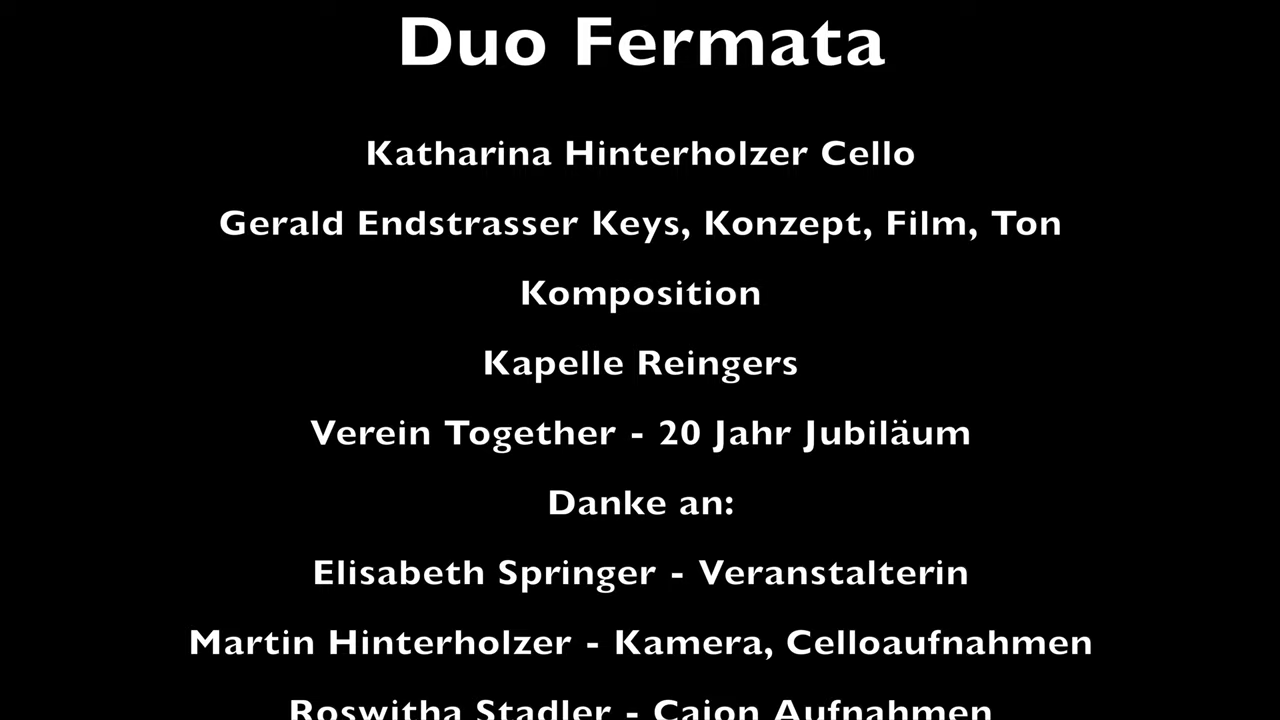 Duo Fermata
Katharina Hinterholzer Cello
Gerald Endstrasser Keys, Konzept, Film, Ton
Komposition
Kapelle Reingers
Verein Together - 20 Jahr Jubiläum
Danke an:
Elisabeth Springer - Veranstalterin
Martin Hinterholzer - Kamera, Celloaufnahmen
Roswitha Stadler - Cajon Aufnahmen